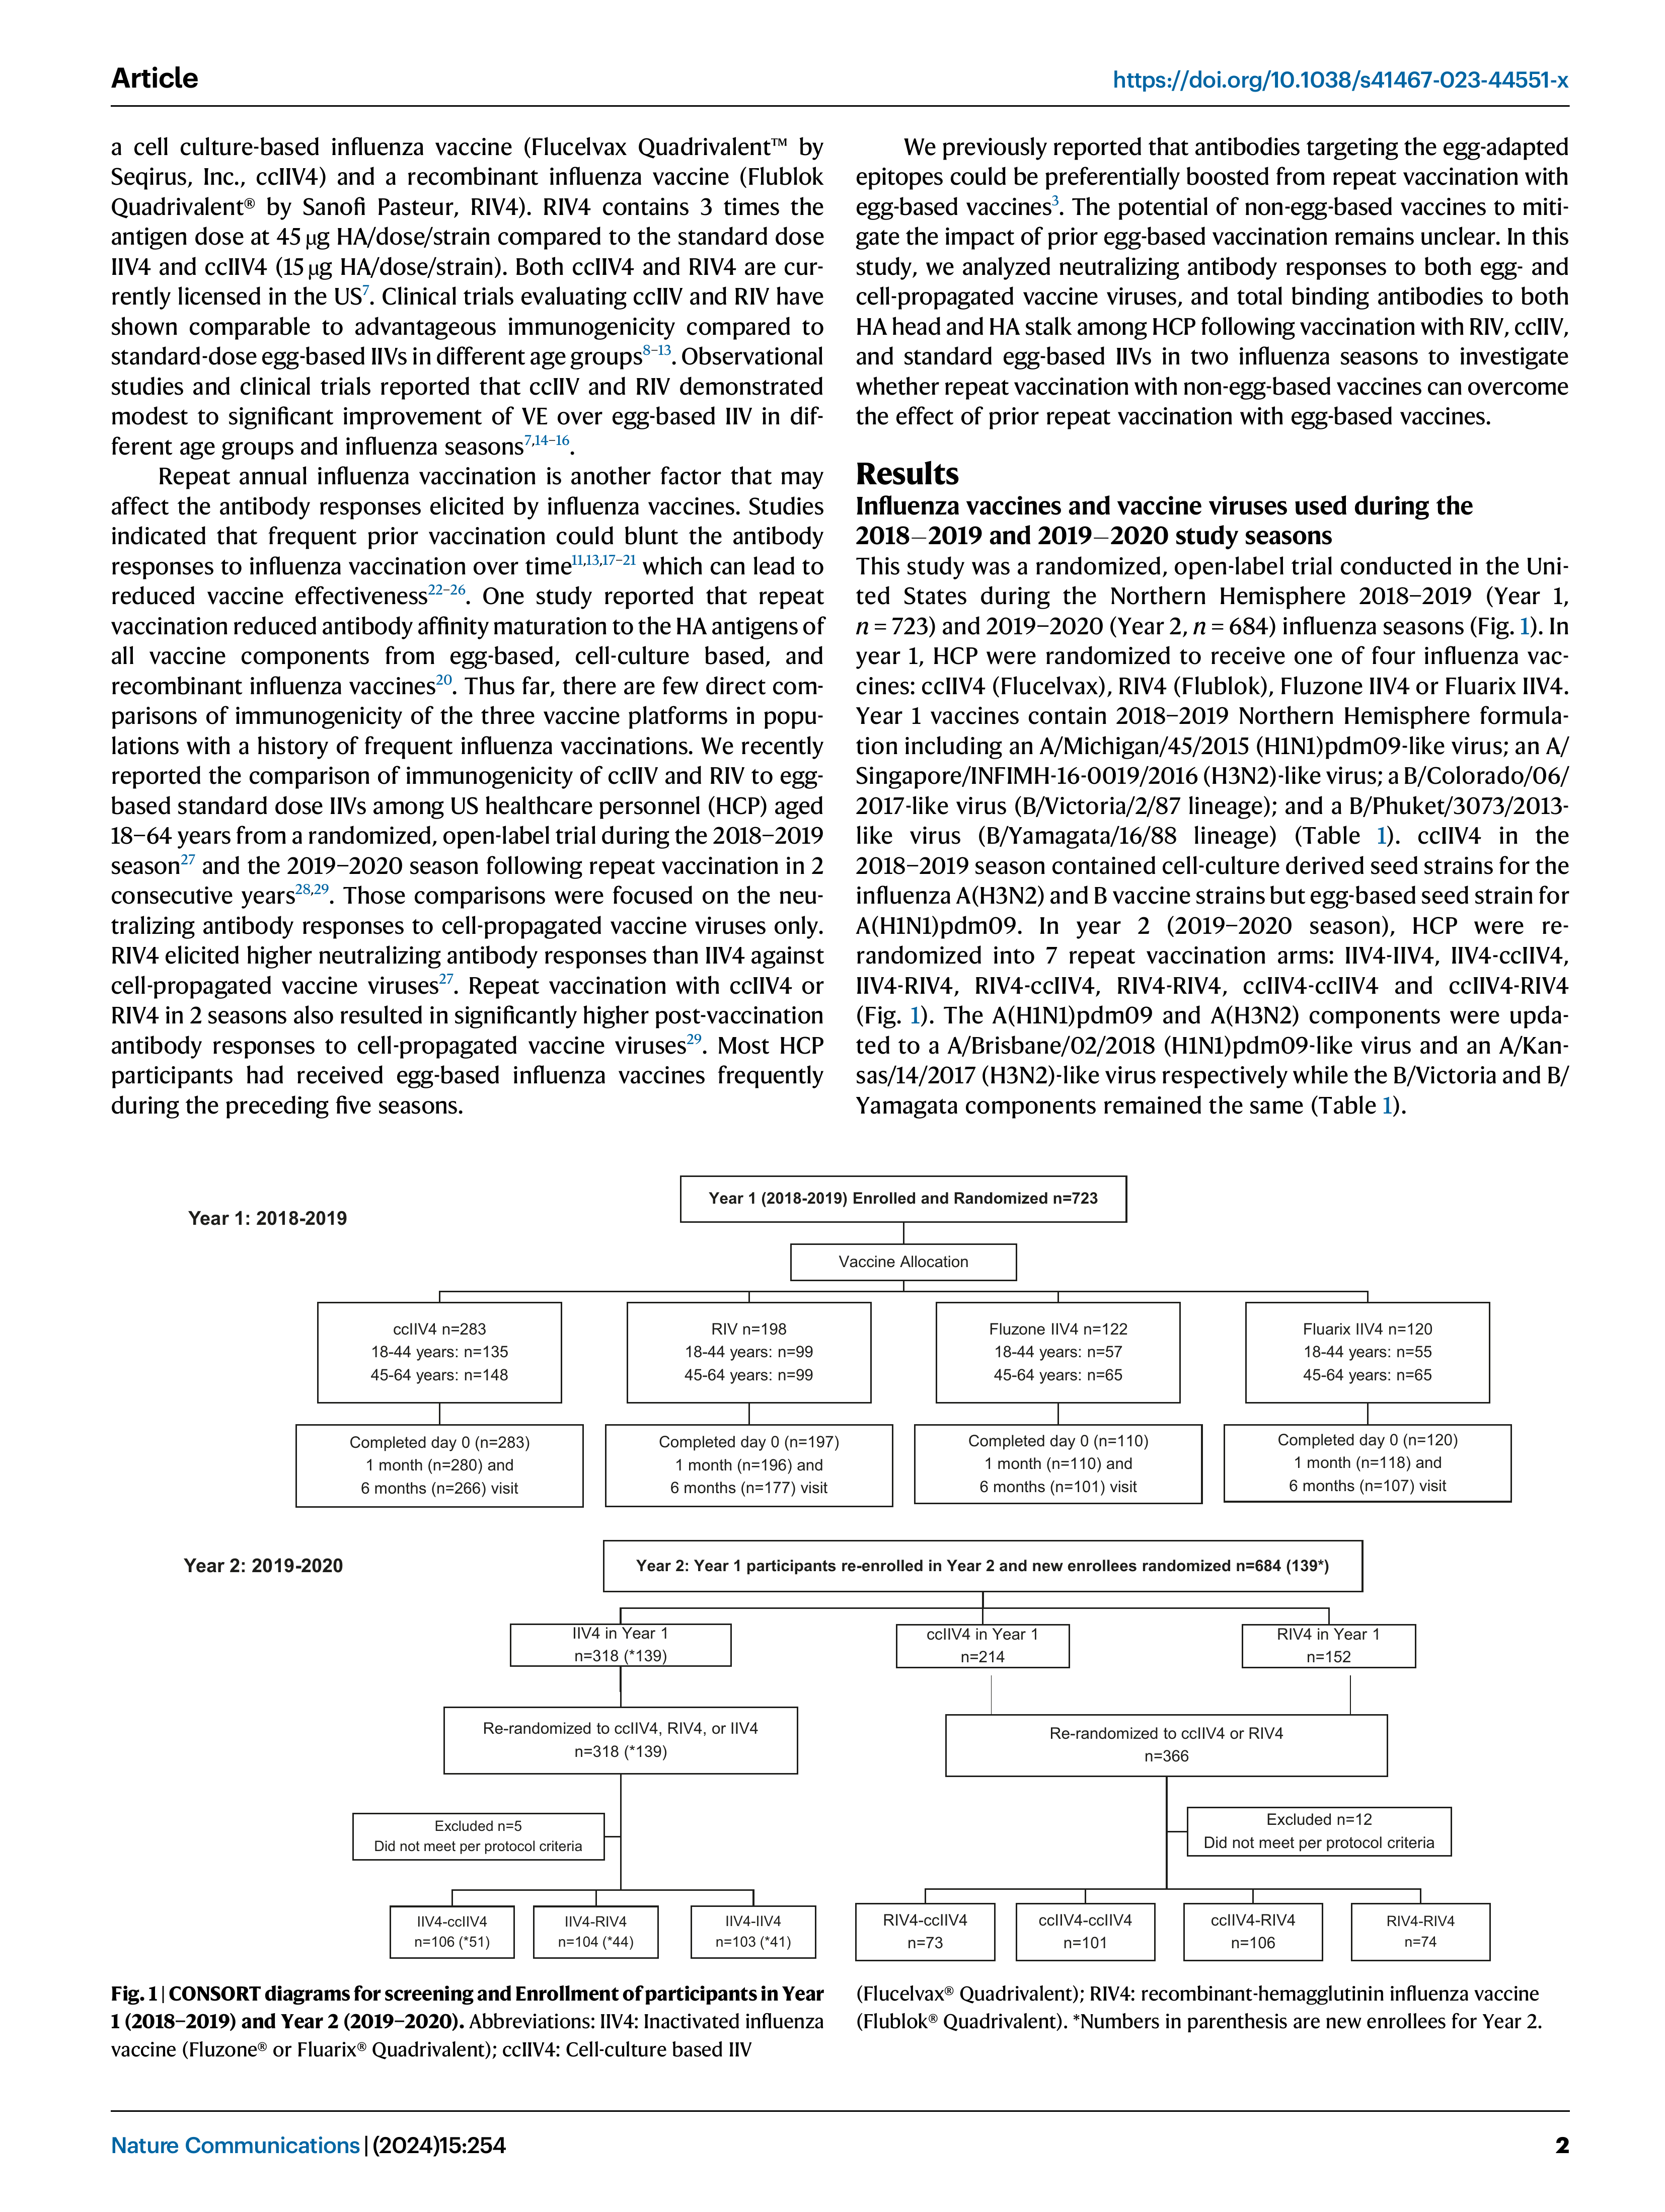 Article
https://doi.org/10.1038/s41467-023-44551-x
a cell culture-based influenza vaccine (Flucelvax Quadrivalent™ by
Seqirus, Inc., ccIIV4) and a recombinant influenza vaccine (Flublok
Quadrivalent® by Sanofi Pasteur, RIV4). RIV4 contains 3 times the
antigen dose at 45 μg HA/dose/strain compared to the standard dose
IIV4 and ccIIV4 (15 μg HA/dose/strain). Both ccIIV4 and RIV4 are cur-
rently licensed in the US7. Clinical trials evaluating ccIIV and RIV have
shown comparable to advantageous immunogenicity compared to
standard-dose egg-based IIVs in different age groups8–13. Observational
studies and clinical trials reported that ccIIV and RIV demonstrated
modest to significant improvement of VE over egg-based IIV in dif-
ferent age groups and influenza seasons7,14–16.
Repeat annual influenza vaccination is another factor that may
affect the antibody responses elicited by influenza vaccines. Studies
indicated that frequent prior vaccination could blunt the antibody
responses to influenza vaccination over time11,13,17–21 which can lead to
reduced vaccine effectiveness22–26. One study reported that repeat
vaccination reduced antibody affinity maturation to the HA antigens of
all vaccine components from egg-based, cell-culture based, and
recombinant influenza vaccines20. Thus far, there are few direct com-
parisons of immunogenicity of the three vaccine platforms in popu-
lations with a history of frequent influenza vaccinations. We recently
reported the comparison of immunogenicity of ccIIV and RIV to egg-
based standard dose IIVs among US healthcare personnel (HCP) aged
18–64 years from a randomized, open-label trial during the 2018–2019
season27 and the 2019–2020 season following repeat vaccination in 2
consecutive years28,29. Those comparisons were focused on the neu-
tralizing antibody responses to cell-propagated vaccine viruses only.
RIV4 elicited higher neutralizing antibody responses than IIV4 against
cell-propagated vaccine viruses27. Repeat vaccination with ccIIV4 or
RIV4 in 2 seasons also resulted in significantly higher post-vaccination
antibody responses to cell-propagated vaccine viruses29. Most HCP
participants had received egg-based influenza vaccines frequently
during the preceding five seasons.
We previously reported that antibodies targeting the egg-adapted
epitopes could be preferentially boosted from repeat vaccination with
egg-based vaccines3. The potential of non-egg-based vaccines to miti-
gate the impact of prior egg-based vaccination remains unclear. In this
study, we analyzed neutralizing antibody responses to both egg- and
cell-propagated vaccine viruses, and total binding antibodies to both
HA head and HA stalk among HCP following vaccination with RIV, ccIIV,
and standard egg-based IIVs in two influenza seasons to investigate
whether repeat vaccination with non-egg-based vaccines can overcome
the effect of prior repeat vaccination with egg-based vaccines.
Results
Influenza vaccines and vaccine viruses used during the
2018–2019 and 2019–2020 study seasons
This study was a randomized, open-label trial conducted in the Uni-
ted States during the Northern Hemisphere 2018–2019 (Year 1,
n = 723) and 2019–2020 (Year 2, n = 684) influenza seasons (Fig. 1). In
year 1, HCP were randomized to receive one of four influenza vac-
cines: ccIIV4 (Flucelvax), RIV4 (Flublok), Fluzone IIV4 or Fluarix IIV4.
Year 1 vaccines contain 2018–2019 Northern Hemisphere formula-
tion including an A/Michigan/45/2015 (H1N1)pdm09-like virus; an A/
Singapore/INFIMH-16-0019/2016 (H3N2)-like virus; a B/Colorado/06/
2017-like virus (B/Victoria/2/87 lineage); and a B/Phuket/3073/2013-
like virus (B/Yamagata/16/88 lineage) (Table 1). ccIIV4 in the
2018–2019 season contained cell-culture derived seed strains for the
influenza A(H3N2) and B vaccine strains but egg-based seed strain for
A(H1N1)pdm09. In year 2 (2019–2020 season), HCP were re-
randomized into 7 repeat vaccination arms: IIV4-IIV4, IIV4-ccIIV4,
IIV4-RIV4, RIV4-ccIIV4, RIV4-RIV4, ccIIV4-ccIIV4 and ccIIV4-RIV4
(Fig. 1). The A(H1N1)pdm09 and A(H3N2) components were upda-
ted to a A/Brisbane/02/2018 (H1N1)pdm09-like virus and an A/Kan-
sas/14/2017 (H3N2)-like virus respectively while the B/Victoria and B/
Yamagata components remained the same (Table 1).
Year 1: 2018-2019
Year 1 (2018-2019) Enrolled and Randomized n=723
Vaccine Allocation
ccIIV4 n=283
18-44 years: n=135
45-64 years: n=148
RIV n=198
18-44 years: n=99
45-64 years: n=99
Fluzone IIV4 n=122
18-44 years: n=57
45-64 years: n=65
Fluarix IIV4 n=120
18-44 years: n=55
45-64 years: n=65
Completed day 0 (n=283)
1 month (n=280) and
6 months (n=266) visit
Completed day 0 (n=197)
1 month (n=196) and
6 months (n=177) visit
Completed day 0 (n=110)
1 month (n=110) and
6 months (n=101) visit
Completed day 0 (n=120)
1 month (n=118) and
6 months (n=107) visit
Year 2: 2019-2020
Year 2: Year 1 participants re-enrolled in Year 2 and new enrollees randomized n=684 (139*)
IIV4 in Year 1
n=318 (*139)
ccIIV4 in Year 1
n=214
RIV4 in Year 1
n=152
Re-randomized to ccIIV4, RIV4, or IIV4
n=318 (*139)
Re-randomized to ccIIV4 or RIV4
n=366
Excluded n=5
Did not meet per protocol criteria
Excluded n=12
Did not meet per protocol criteria
IIV4-ccIIV4
n=106 (*51)
IIV4-RIV4
n=104 (*44)
IIV4-IIV4
n=103 (*41)
RIV4-ccIIV4
n=73
ccIIV4-ccIIV4
n=101
ccIIV4-RIV4
n=106
RIV4-RIV4
n=74
Fig. 1 | CONSORT diagrams for screening and Enrollment of participants in Year
1 (2018–2019) and Year 2 (2019–2020). Abbreviations: IIV4: Inactivated influenza
vaccine (Fluzone® or Fluarix® Quadrivalent); ccIIV4: Cell-culture based IIV
(Flucelvax® Quadrivalent); RIV4: recombinant-hemagglutinin influenza vaccine
(Flublok® Quadrivalent). *Numbers in parenthesis are new enrollees for Year 2.
Nature Communications | (2024)15:254
2